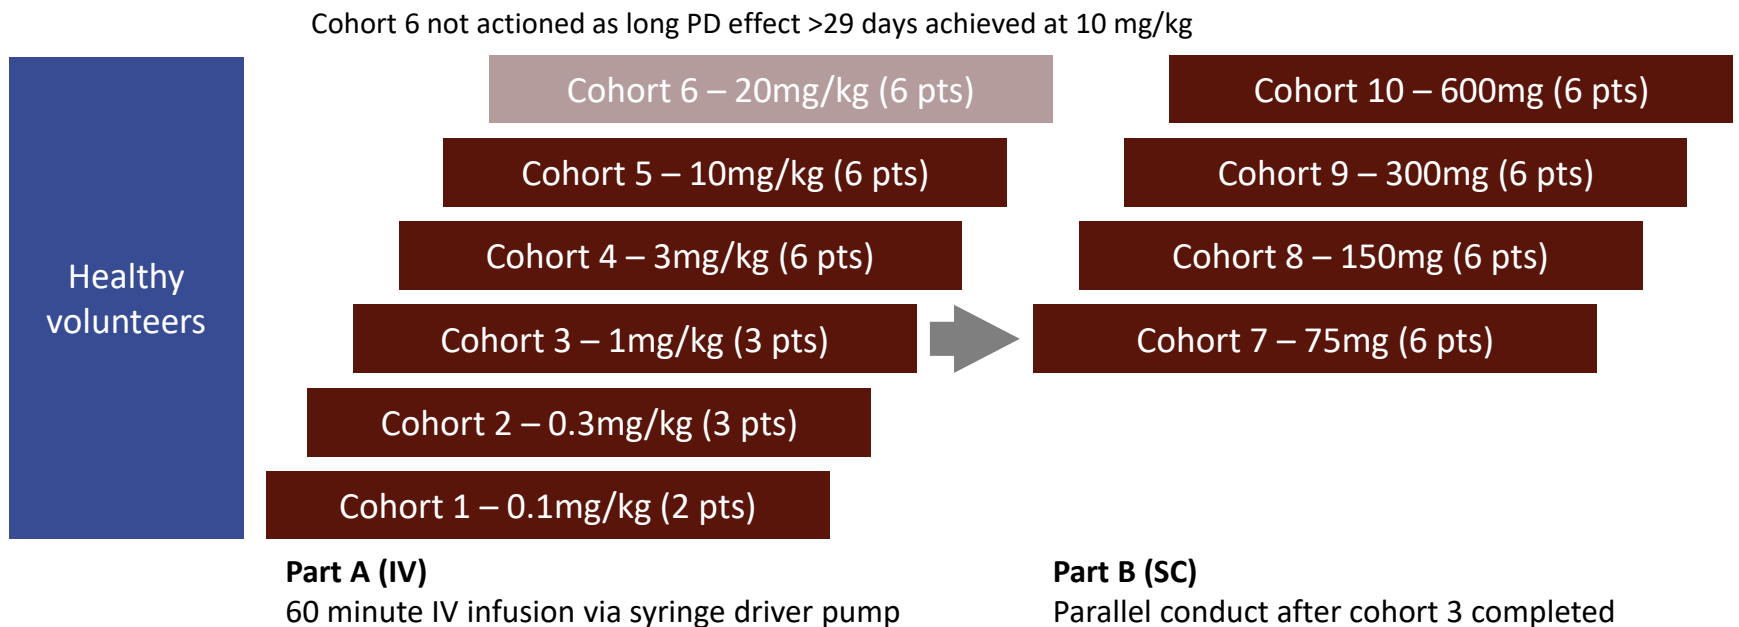 Cohort 6 not actioned as long PD effect >29 days achieved at 10 mg/kg
Healthy
volunteers
Cohort 6 – 20mg/kg (6 pts)
Cohort 5 – 10mg/kg (6 pts)
Cohort 4 – 3mg/kg (6 pts)
Cohort 3 – 1mg/kg (3 pts)
Cohort 2 – 0.3mg/kg (3 pts)
Cohort 1 – 0.1mg/kg (2 pts)
Part A (IV)
60 minute IV infusion via syringe driver pump
Cohort 10 – 600mg (6 pts)
Cohort 9 – 300mg (6 pts)
Cohort 8 – 150mg (6 pts)
Cohort 7 – 75mg (6 pts)
Part B (SC)
Parallel conduct after cohort 3 completed